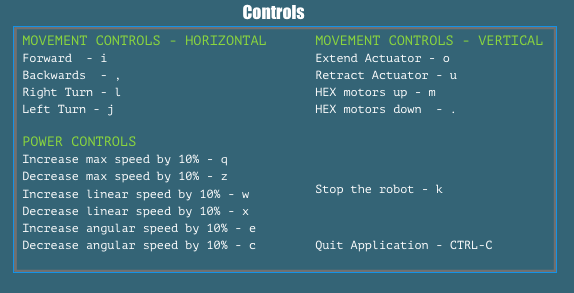 Controls
MOVEMENT CONTROLS - HORIZONTAL
Forward - i
Backwards - ,
Right Turn - l
Left Turn - j
MOVEMENT CONTROLS - VERTICAL
Extend Actuator - o
Retract Actuator - u
HEX motors up - m
HEX motors down - .
POWER CONTROLS
Increase max speed by 10% - q
Decrease max speed by 10% - z
Increase linear speed by 10% - w
Decrease linear speed by 10% - x
Increase angular speed by 10% - e
Decrease angular speed by 10% - c
Stop the robot - k
Quit Application - CTRL-C